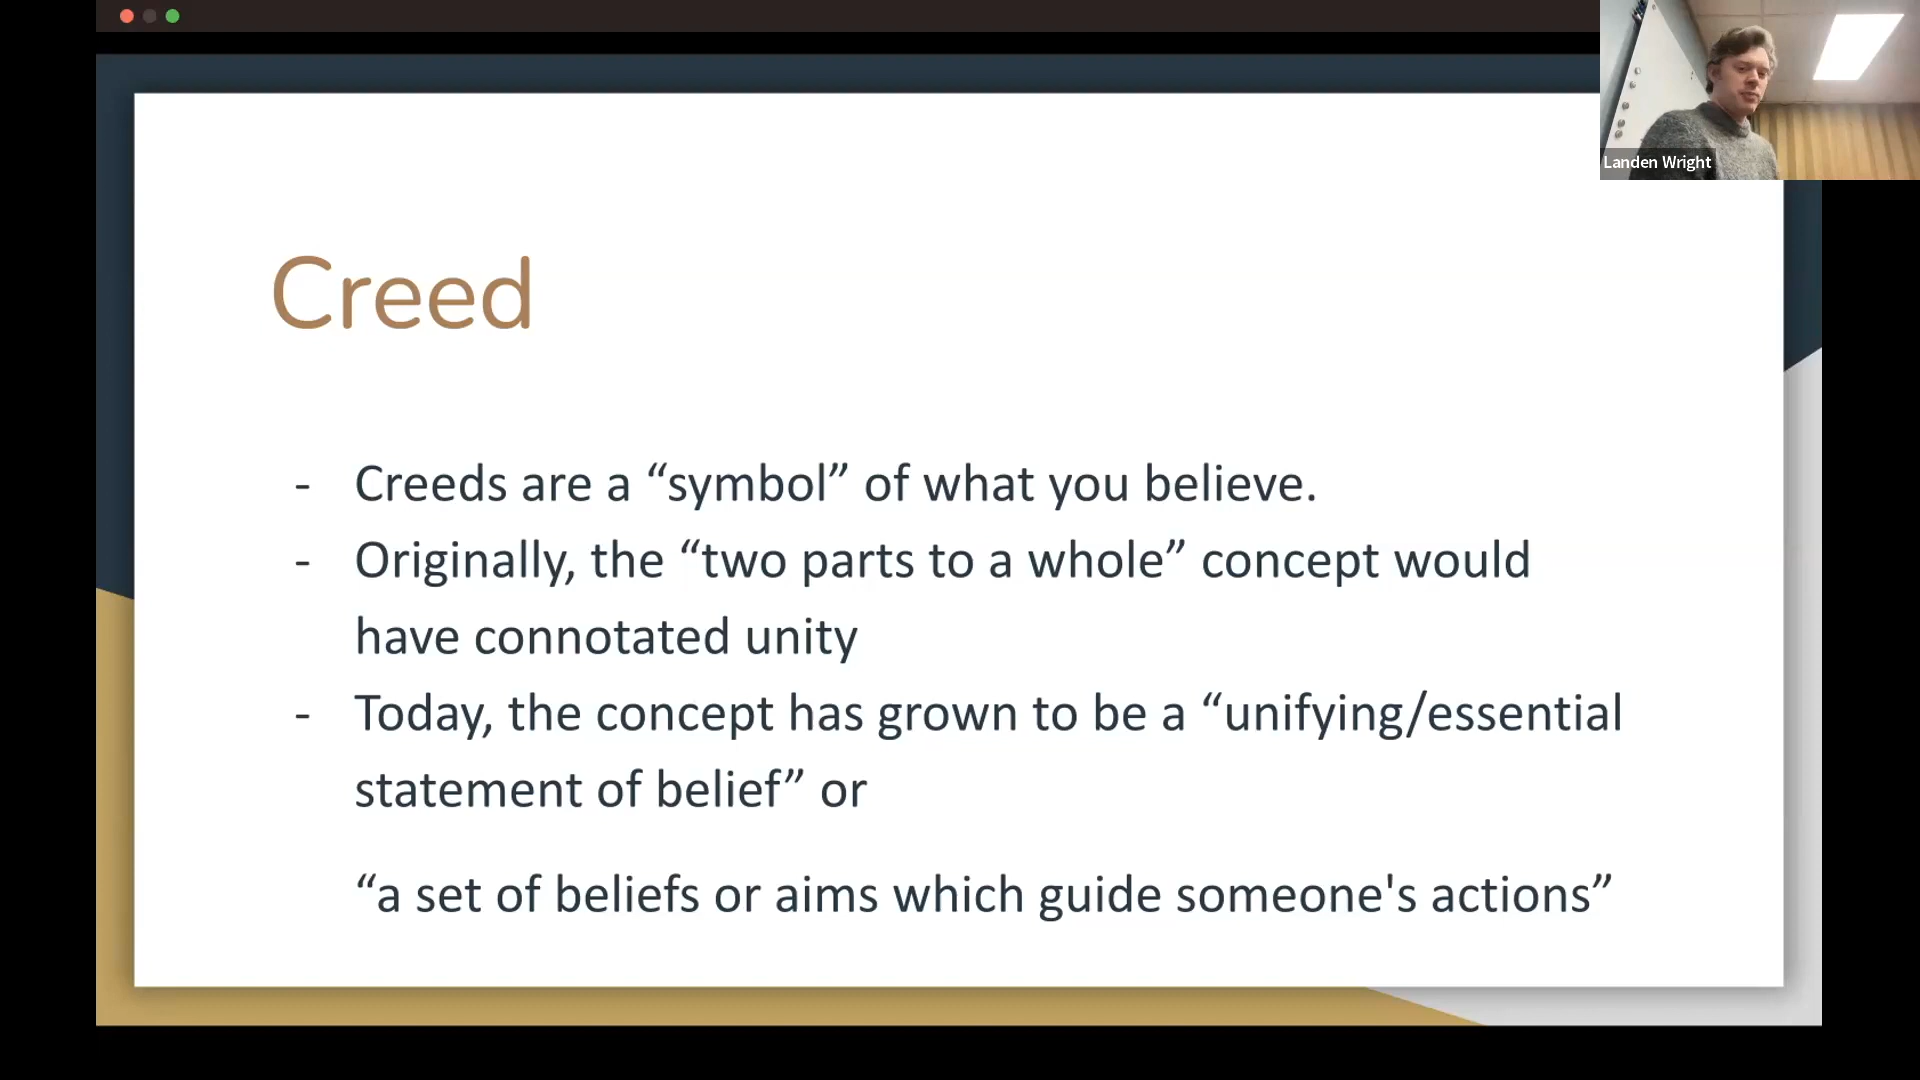 Landen Wright
Creed
- Creeds are a “symbol” of what you believe.
- Originally, the “two parts to a whole” concept would
have connotated unity
- Today, the concept has grown to be a “unifying/essential
statement of belief” or
“a set of beliefs or aims which guide someone's actions”